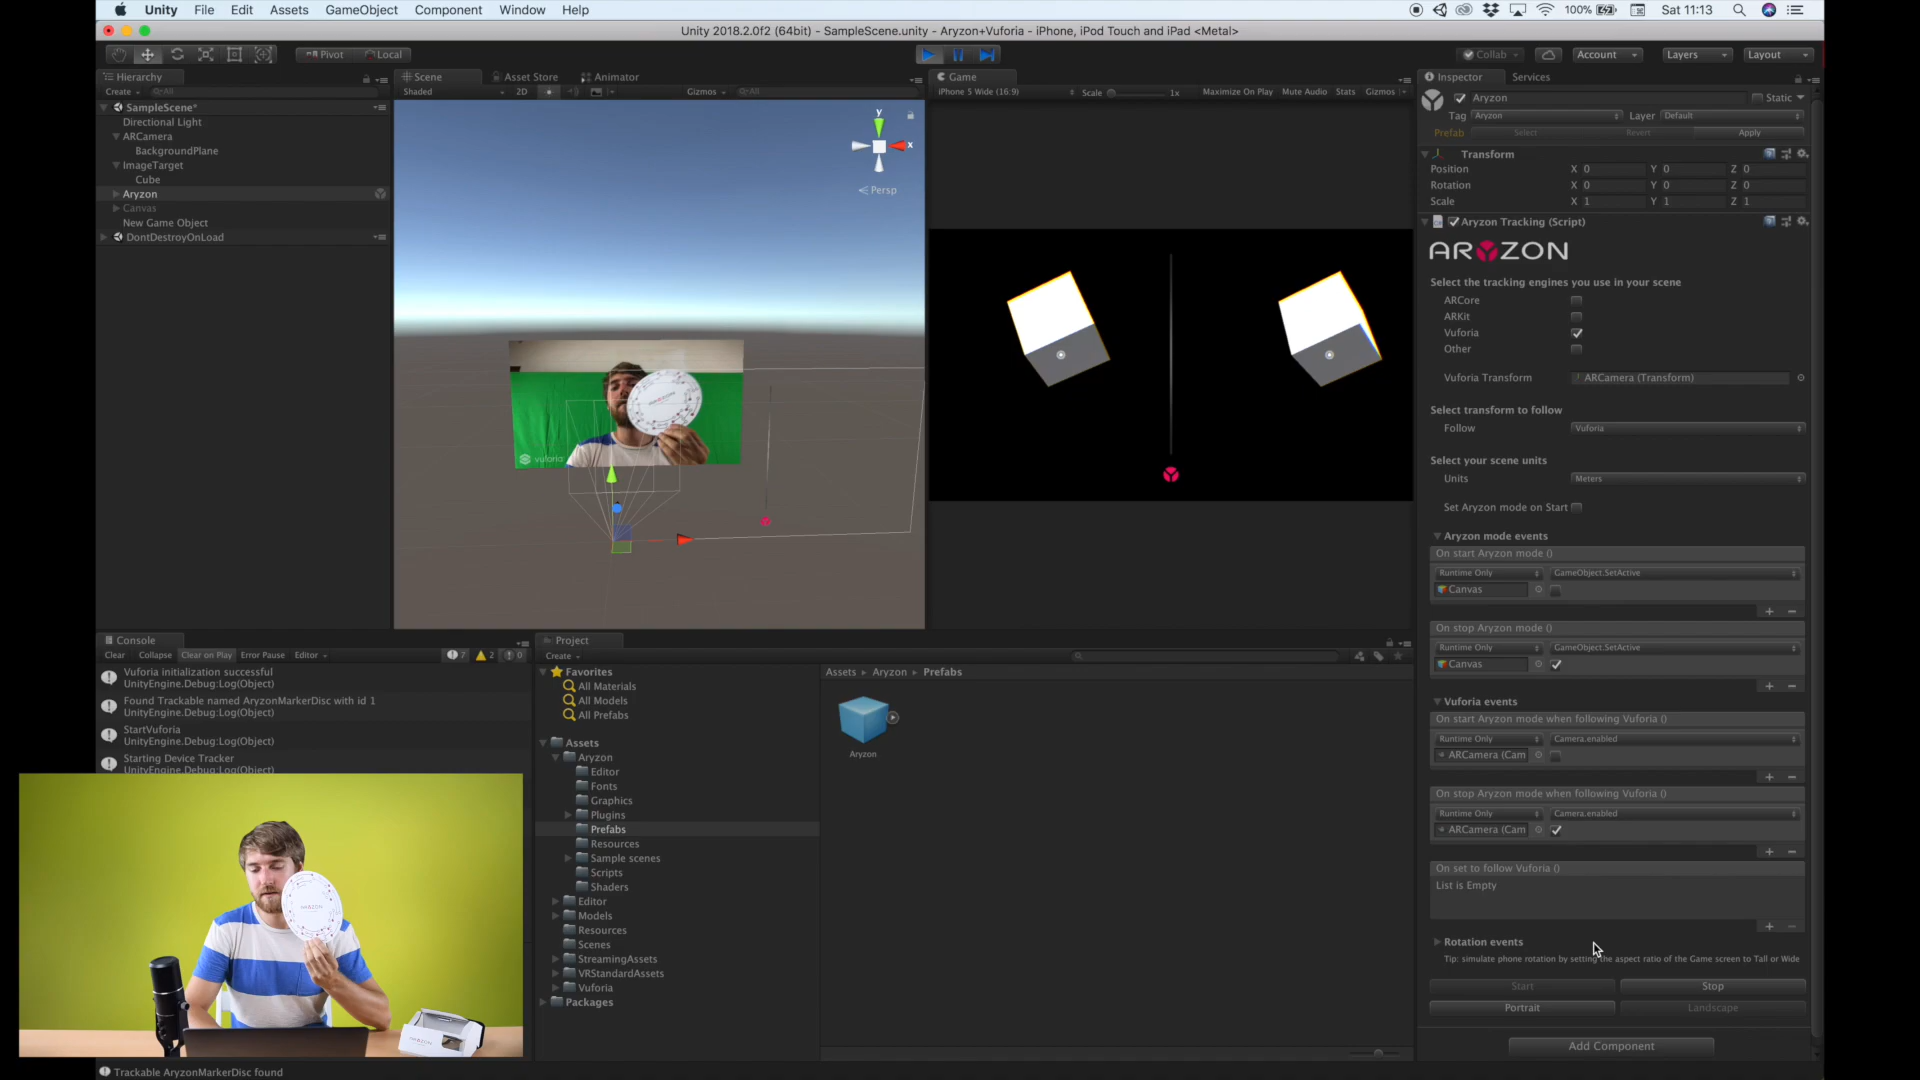 Unity File Edit Assets GameObject Component Window Help 100% Sat 11:13
Unity 2018.2.0f2 (64bit) - SampleScene.unity - Aryzon+Vuforia - iPhone, iPod Touch and iPad <Metal>
Pivot Local Collab Account Layers Layout
Hierarchy
Create All
SampleScene*
Directional Light
ARCamera
BackgroundPlane
ImageTarget
Cube
Aryzon
Canvas
New Game Object
DontDestroyOnLoad
Scene Asset Store Animator
Shaded 2D Gizmos All
y
x
Persp
vuforia
Game
iPhone 5 Wide (16:9) Scale 1x Maximize On Play Mute Audio Stats Gizmos
Inspector Services
Aryzon Static
Tag Aryzon Layer Default
Prefab Select Revert Apply
Transform
Position X 0 Y 0 Z 0
Rotation X 0 Y 0 Z 0
Scale X 1 Y 1 Z 1
Aryzon Tracking (Script)
ARYZON
Select the tracking engines you use in your scene
ARCore
ARKit
Vuforia
Other
Vuforia Transform ARCamera (Transform)
Select transform to follow
Follow Vuforia
Select your scene units
Units Meters
Set Aryzon mode on Start
Aryzon mode events
On start Aryzon mode ()
Runtime Only GameObject.SetActive
Canvas
On stop Aryzon mode ()
Runtime Only GameObject.SetActive
Canvas
Vuforia events
On start Aryzon mode when following Vuforia ()
Runtime Only Camera.enabled
ARCamera (Cam
On stop Aryzon mode when following Vuforia ()
Runtime Only Camera.enabled
ARCamera (Cam
On set to follow Vuforia ()
List is Empty
Rotation events
Tip: simulate phone rotation by setting the aspect ratio of the Game screen to Tall or Wide
Start Stop
Portrait Landscape
Add Component
Console
Clear Collapse Clear on Play Error Pause Editor 7 2 0
Vuforia initialization successful
UnityEngine.Debug:Log(Object)
Found Trackable named AryzonMarkerDisc with id 1
UnityEngine.Debug:Log(Object)
StartVuforia
UnityEngine.Debug:Log(Object)
Starting Device Tracker
UnityEngine.Debug:Log(Object)
Project
Create
Favorites
All Materials
All Models
All Prefabs
Assets
Aryzon
Editor
Fonts
Graphics
Plugins
Prefabs
Resources
Sample scenes
Scripts
Shaders
Editor
Models
Resources
Scenes
StreamingAssets
VRStandardAssets
Vuforia
Packages
Assets Aryzon Prefabs
Aryzon
ARYZON
ARYZON
Trackable AryzonMarkerDisc found